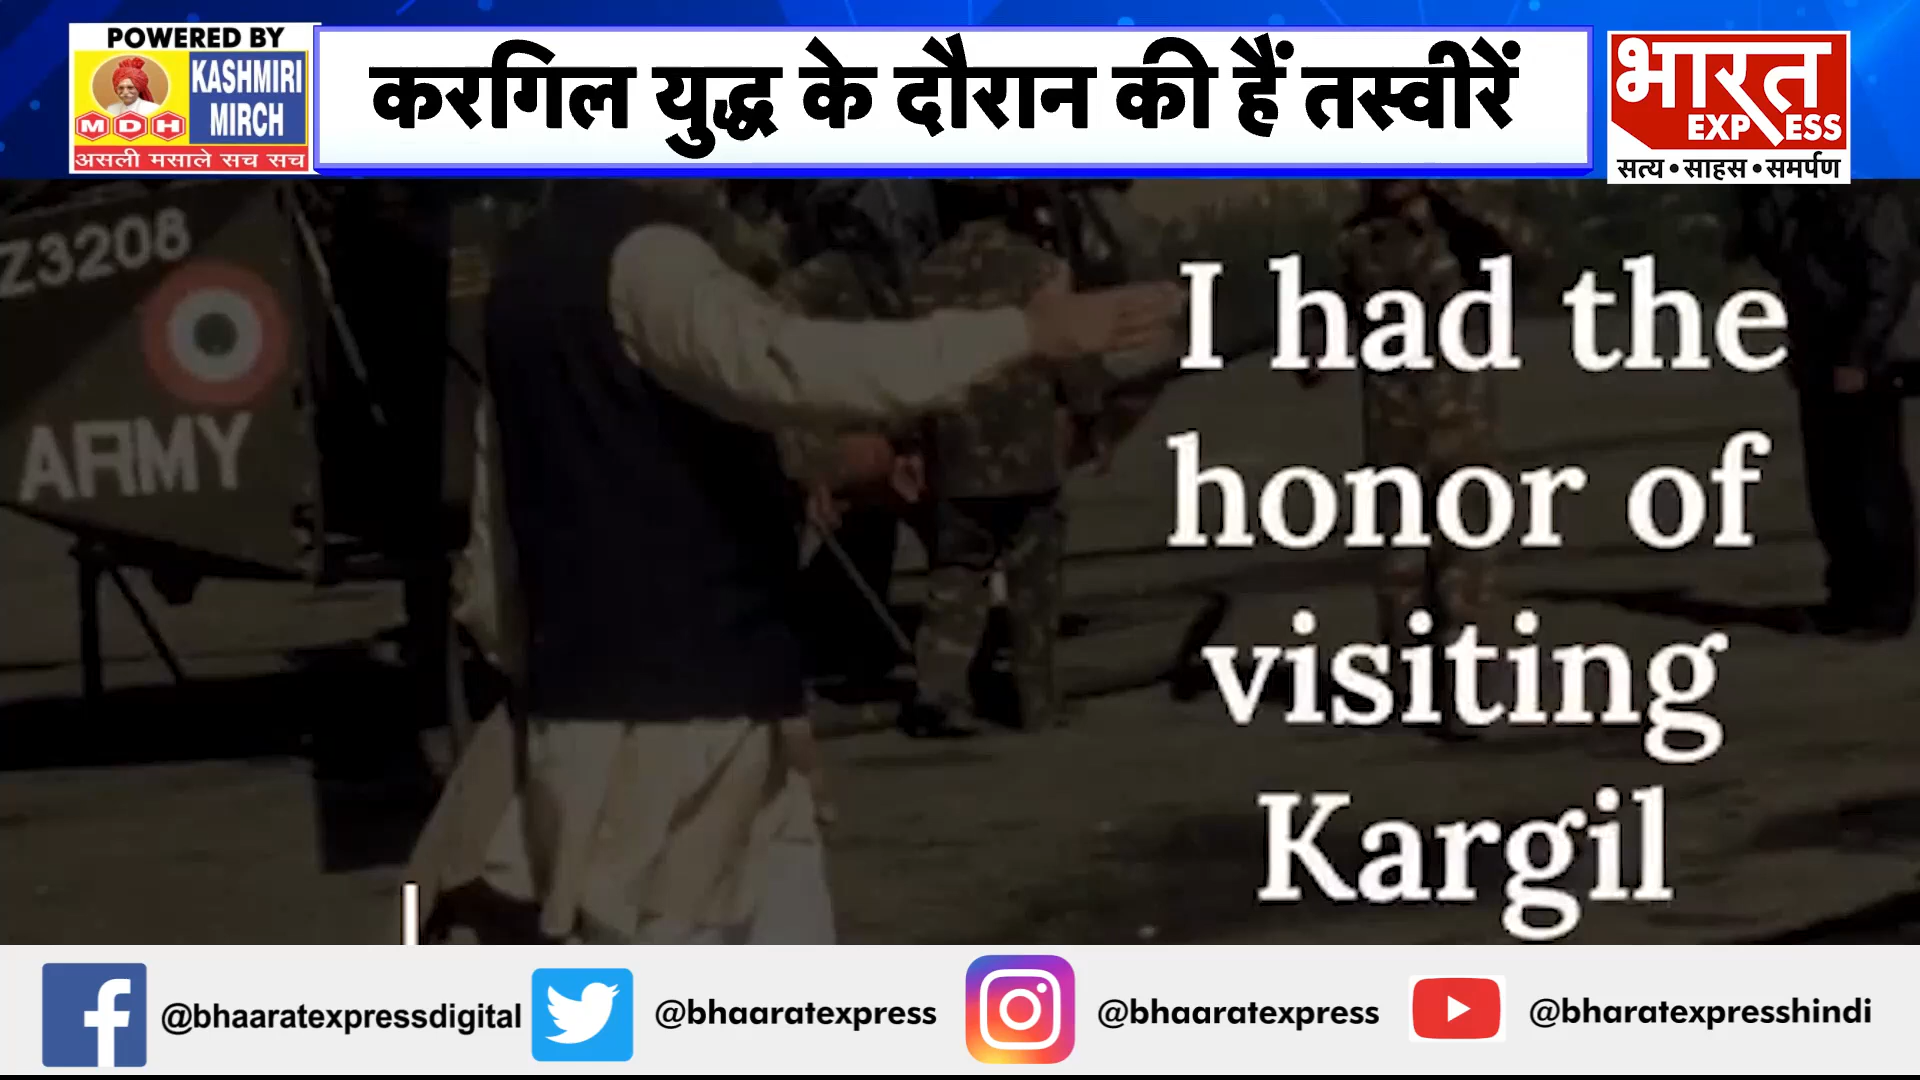 POWERED BY
KASHMIRI
MIRCH
MDH
असली मसाले सच सच
करगिल युद्ध के दौरान की हैं तस्वीरें
भारत
EXPRESS
सत्य • साहस • समर्पण
Z3208
ARMY
I had the
honor of
visiting
Kargil
@bhaaratexpressdigital
@bhaaratexpress
@bhaaratexpress
@bhaaratexpresshindi